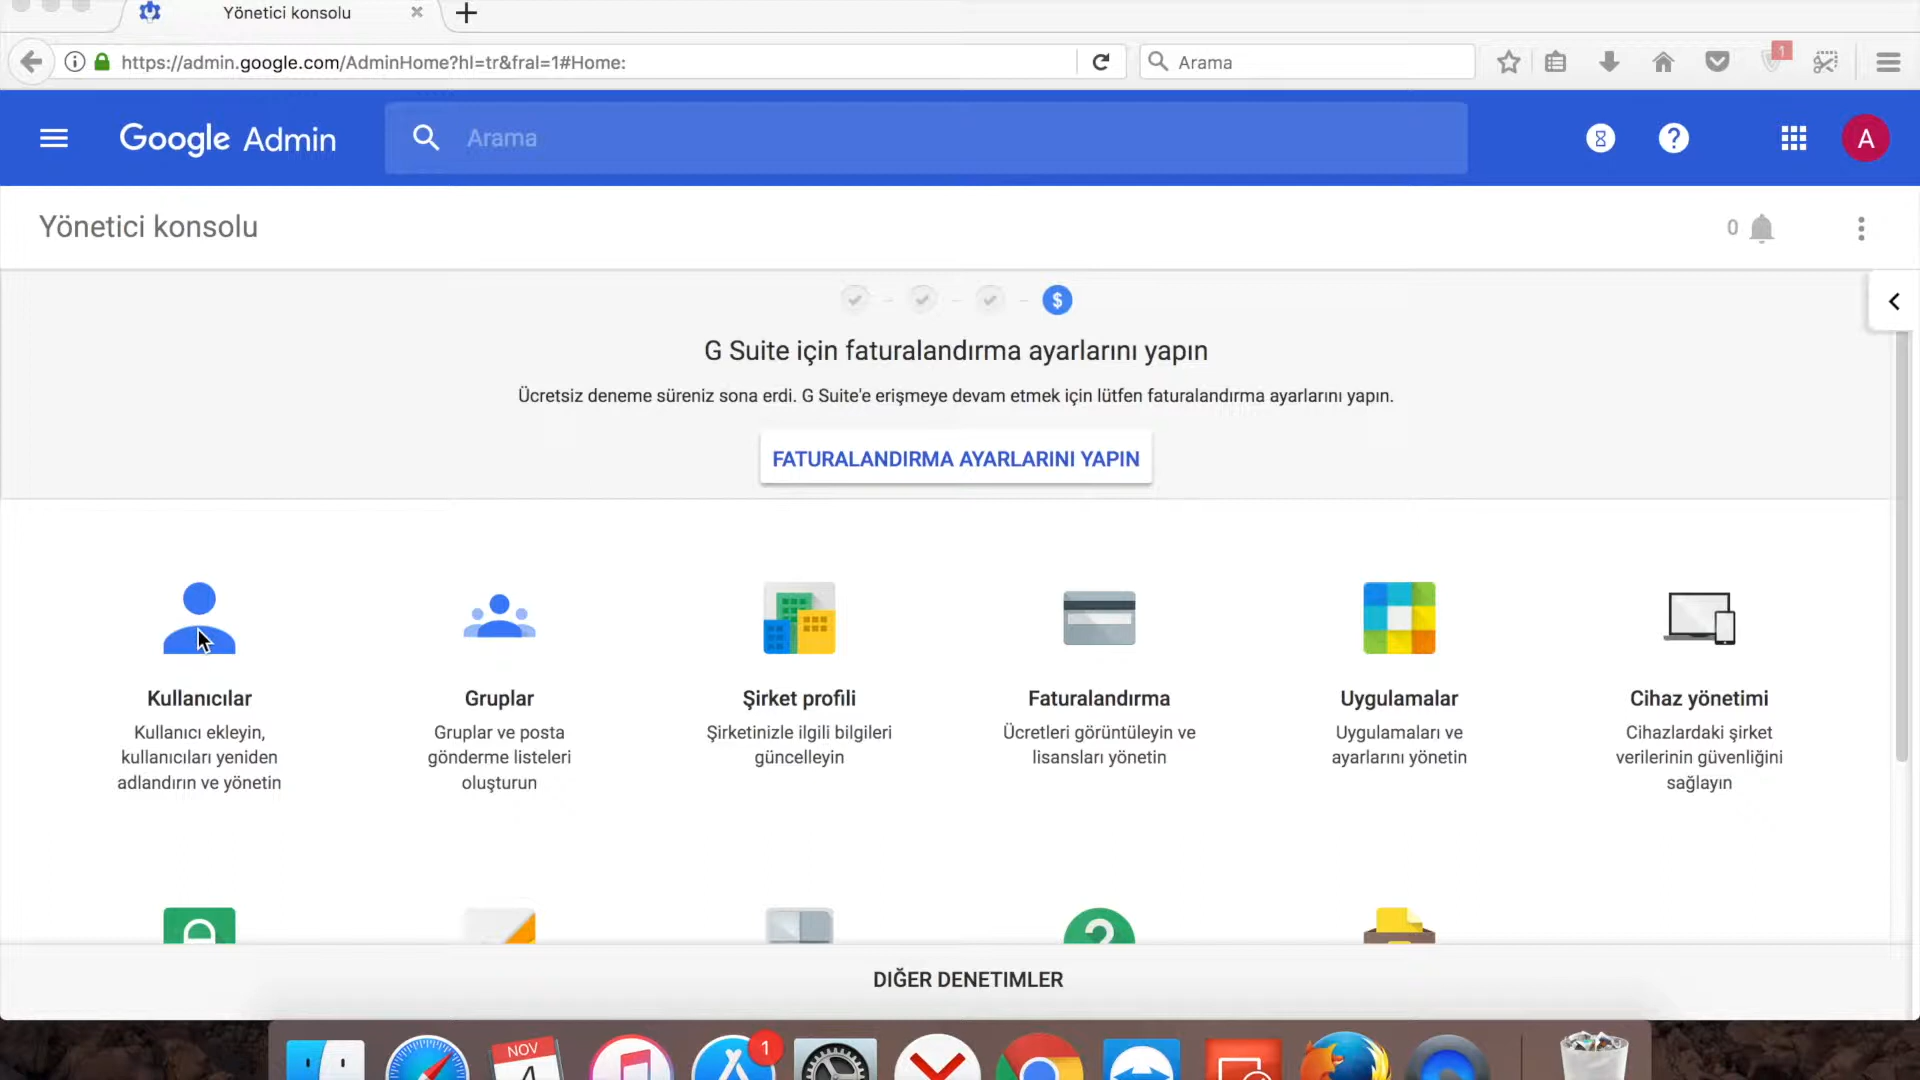 Yönetici konsolu
https://admin.google.com/AdminHome?hl=tr&fral=1#Home:
Arama
1
Google Admin
Arama
A
Yönetici konsolu
0
$
G Suite için faturalandırma ayarlarını yapın
Ücretsiz deneme süreniz sona erdi. G Suite'e erişmeye devam etmek için lütfen faturalandırma ayarlarını yapın.
FATURALANDIRMA AYARLARINI YAPIN
Kullanıcılar
Kullanıcı ekleyin,
kullanıcıları yeniden
adlandırın ve yönetin
Gruplar
Gruplar ve posta
gönderme listeleri
oluşturun
Şirket profili
Şirketinizle ilgili bilgileri
güncelleyin
Faturalandırma
Ücretleri görüntüleyin ve
lisansları yönetin
Uygulamalar
Uygulamaları ve
ayarlarını yönetin
Cihaz yönetimi
Cihazlardaki şirket
verilerinin güvenliğini
sağlayın
DIĞER DENETIMLER
NOV
1